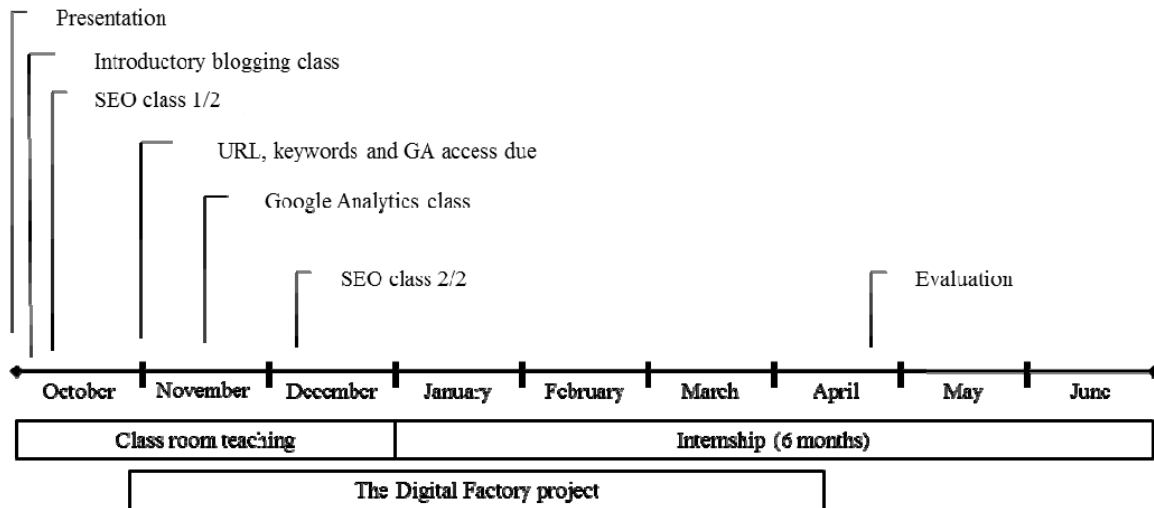 Presentation
Introductory blogging class
SEO class 1/2
URL, keywords and GA access due
Google Analytics class
SEO class 2/2
Evaluation
October November December January February March April May June
Class room teaching Internship (6 months)
The Digital Factory project